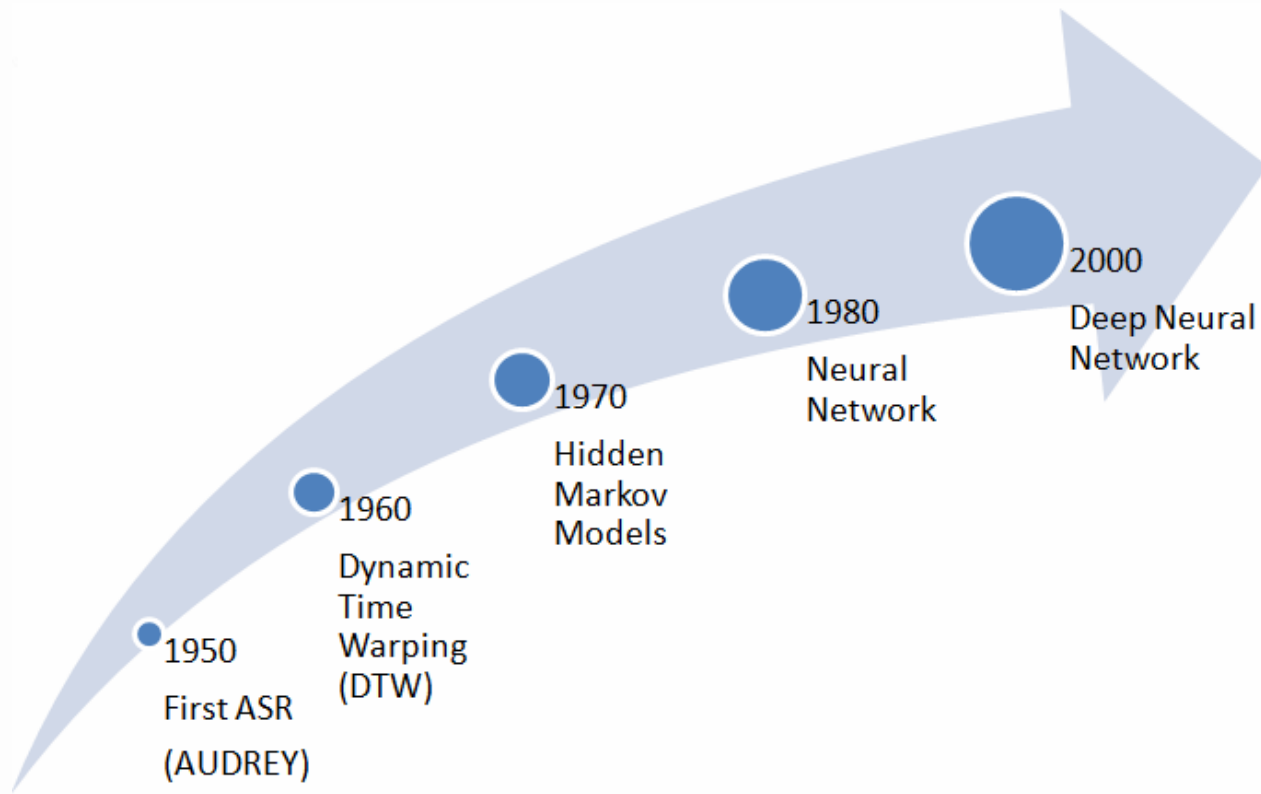 1950
First ASR
(AUDREY)
1960
Dynamic
Time
Warping
(DTW)
1970
Hidden
Markov
Models
1980
Neural
Network
2000
Deep Neural
Network